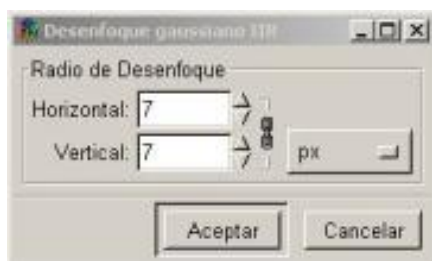 Desenfoque gaussiano IIR
Radio de Desenfoque
Horizontal: 7
Vertical: 7
px
Aceptar Cancelar